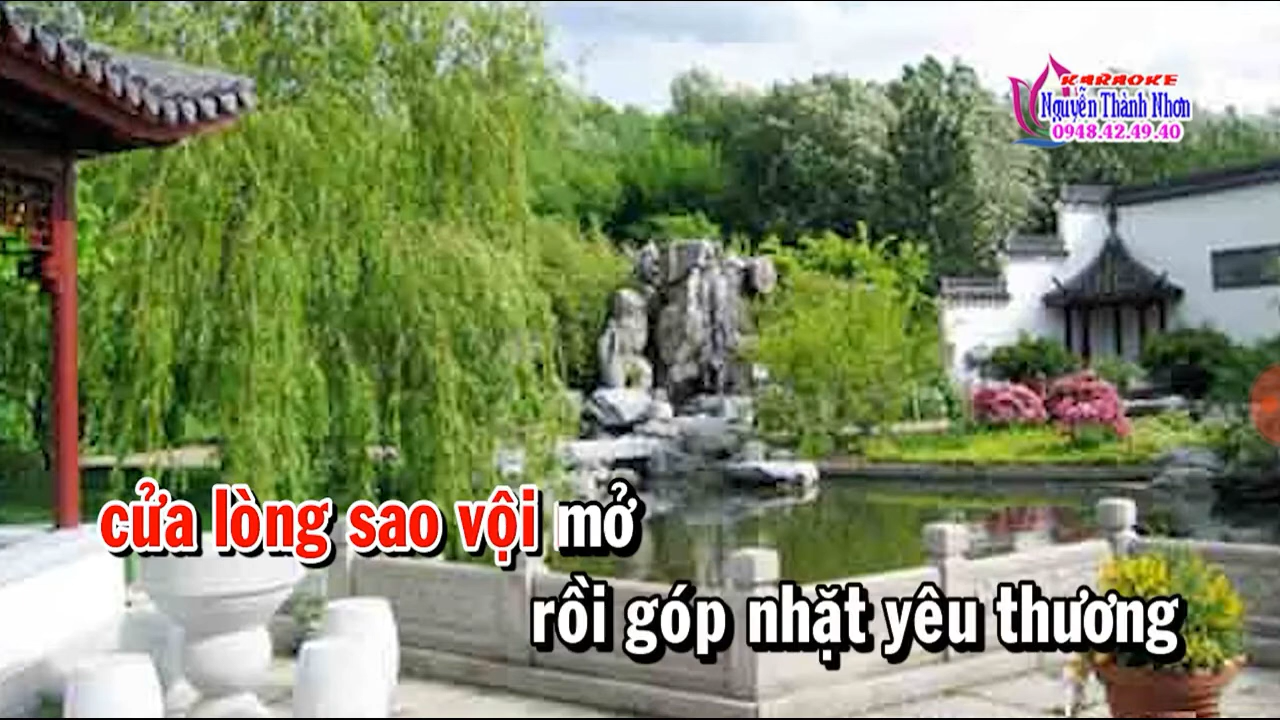 KARAOKE
Nguyễn Thành Nhơn
0948.42.49.40
cửa lòng sao vội mở
rồi góp nhặt yêu thương